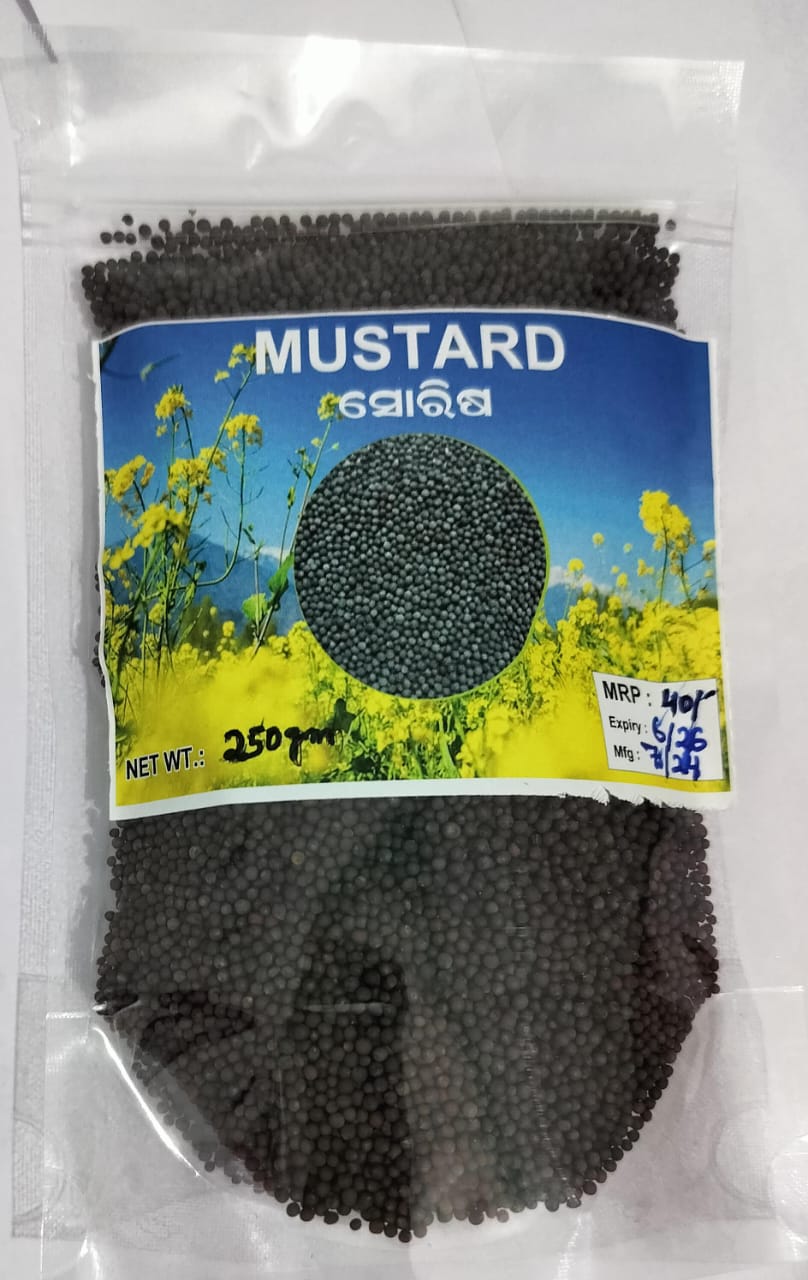 MUSTARD
ସୋରିଷ
NET WT.: 250gm
MRP : 40/-
Expiry : 6/26
Mfg : 7/24